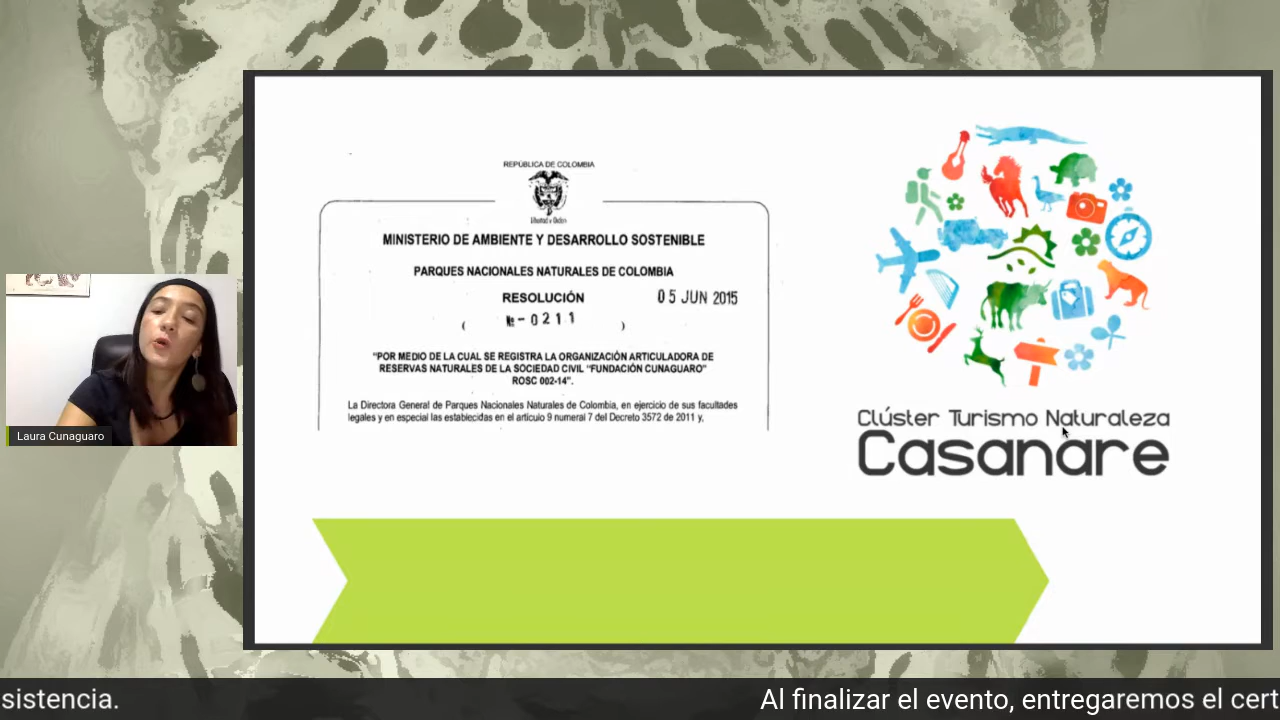 REPÚBLICA DE COLOMBIA
Libertad y Orden
MINISTERIO DE AMBIENTE Y DESARROLLO SOSTENIBLE
PARQUES NACIONALES NATURALES DE COLOMBIA
RESOLUCIÓN 05 JUN 2015
( № - 0211 )
"POR MEDIO DE LA CUAL SE REGISTRA LA ORGANIZACIÓN ARTICULADORA DE
RESERVAS NATURALES DE LA SOCIEDAD CIVIL "FUNDACIÓN CUNAGUARO"
ROSC 002-14".
La Directora General de Parques Nacionales Naturales de Colombia, en ejercicio de sus facultades
legales y en especial las establecidas en el artículo 9 numeral 7 del Decreto 3572 de 2011 y,
Clúster Turismo Naturaleza
Casanare
Laura Cunaguaro
sistencia. Al finalizar el evento, entregaremos el cert